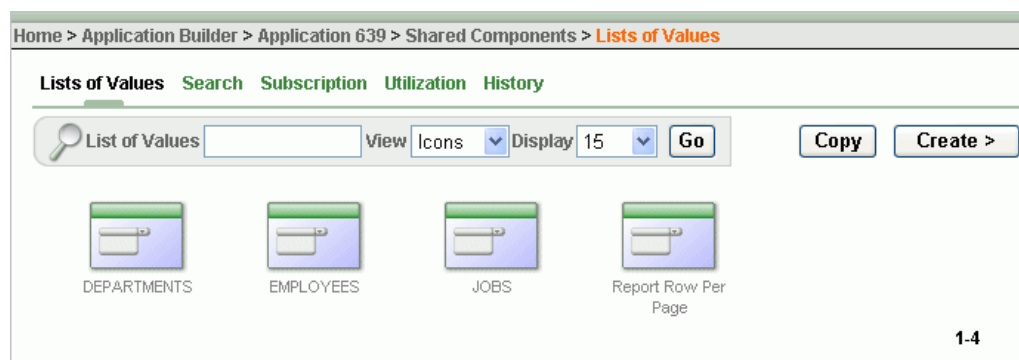 Home > Application Builder > Application 639 > Shared Components > Lists of Values
Lists of Values Search Subscription Utilization History
List of Values View Icons Display 15 Go Copy Create >
DEPARTMENTS EMPLOYEES JOBS Report Row Per
Page
1-4